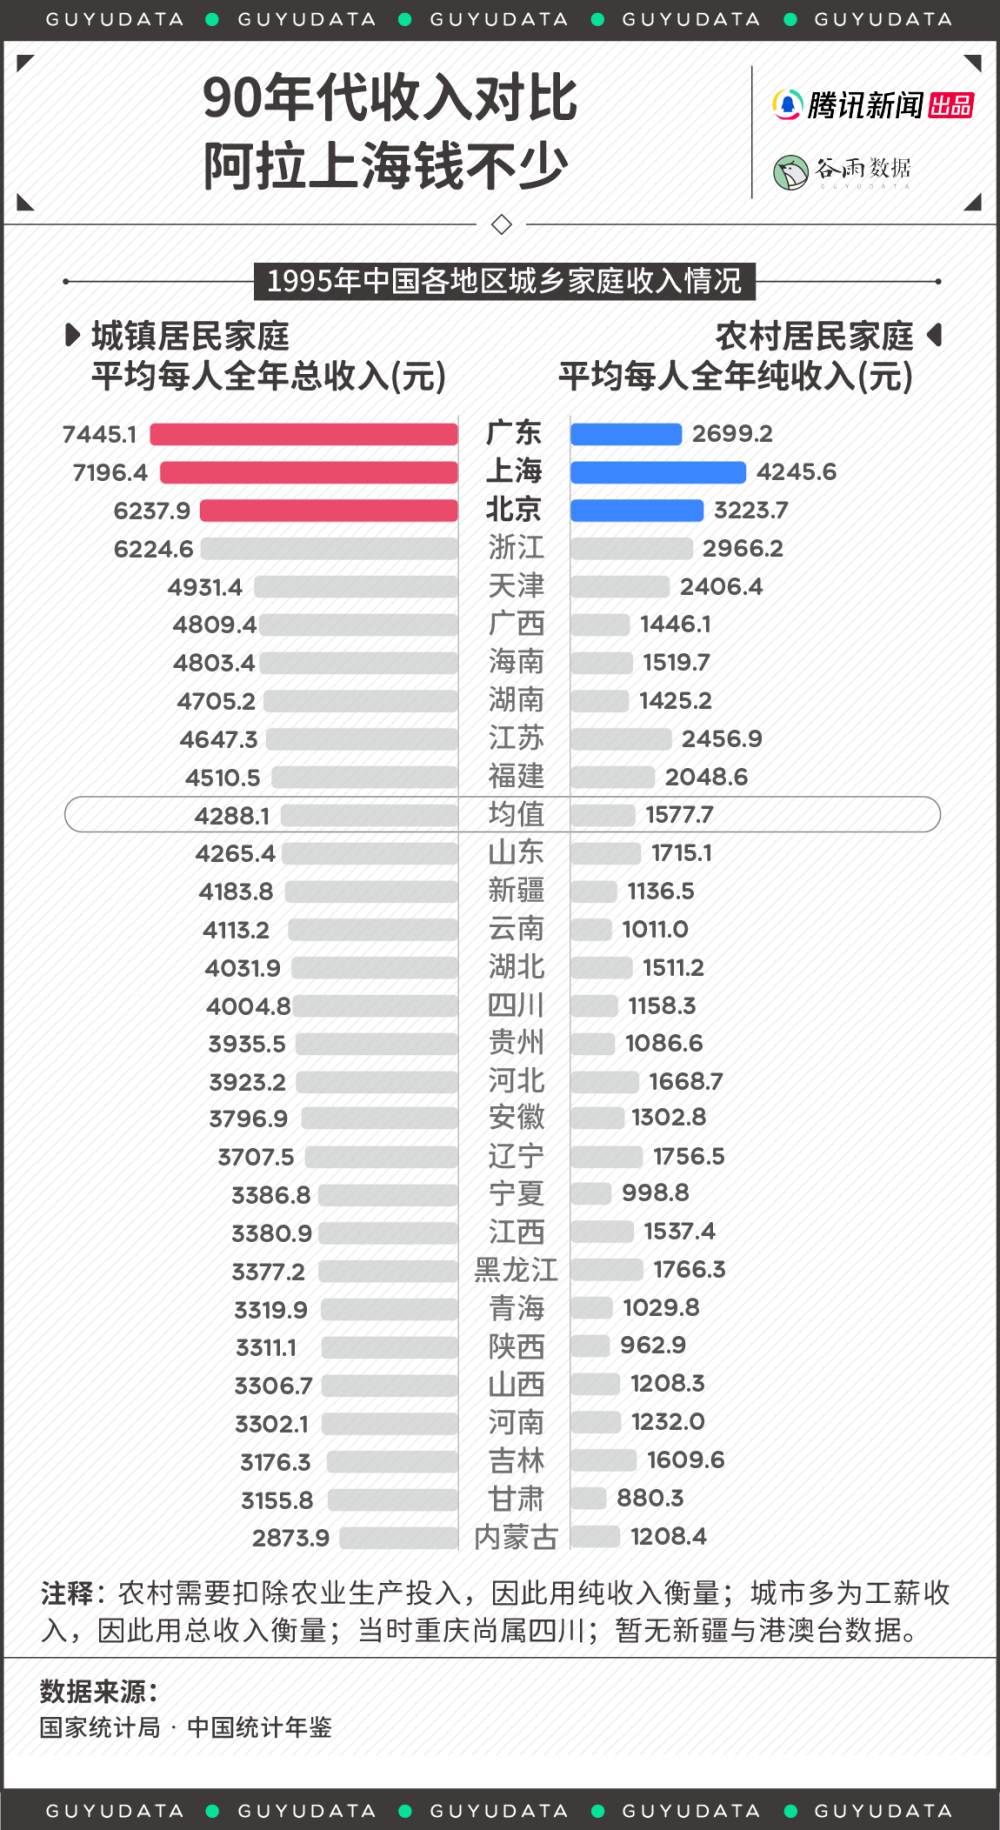 GUYUDATA ● GUYUDATA ● GUYUDATA ● GUYUDATA ● GUYUDATA
90年代收入对比
阿拉上海钱不少
腾讯新闻 出品
谷雨数据
GUYUDATA
1995年中国各地区城乡家庭收入情况
城镇居民家庭
平均每人全年总收入(元)
农村居民家庭
平均每人全年纯收入(元)
7445.1 广东 2699.2
7196.4 上海 4245.6
6237.9 北京 3223.7
6224.6 浙江 2966.2
4931.4 天津 2406.4
4809.4 广西 1446.1
4803.4 海南 1519.7
4705.2 湖南 1425.2
4647.3 江苏 2456.9
4510.5 福建 2048.6
4288.1 均值 1577.7
4265.4 山东 1715.1
4183.8 新疆 1136.5
4113.2 云南 1011.0
4031.9 湖北 1511.2
4004.8 四川 1158.3
3935.5 贵州 1086.6
3923.2 河北 1668.7
3796.9 安徽 1302.8
3707.5 辽宁 1756.5
3386.8 宁夏 998.8
3380.9 江西 1537.4
3377.2 黑龙江 1766.3
3319.9 青海 1029.8
3311.1 陕西 962.9
3306.7 山西 1208.3
3302.1 河南 1232.0
3176.3 吉林 1609.6
3155.8 甘肃 880.3
2873.9 内蒙古 1208.4
注释：农村需要扣除农业生产投入，因此用纯收入衡量；城市多为工薪收
入，因此用总收入衡量；当时重庆尚属四川；暂无新疆与港澳台数据。
数据来源：
国家统计局 · 中国统计年鉴
GUYUDATA ● GUYUDATA ● GUYUDATA ● GUYUDATA ● GUYUDATA